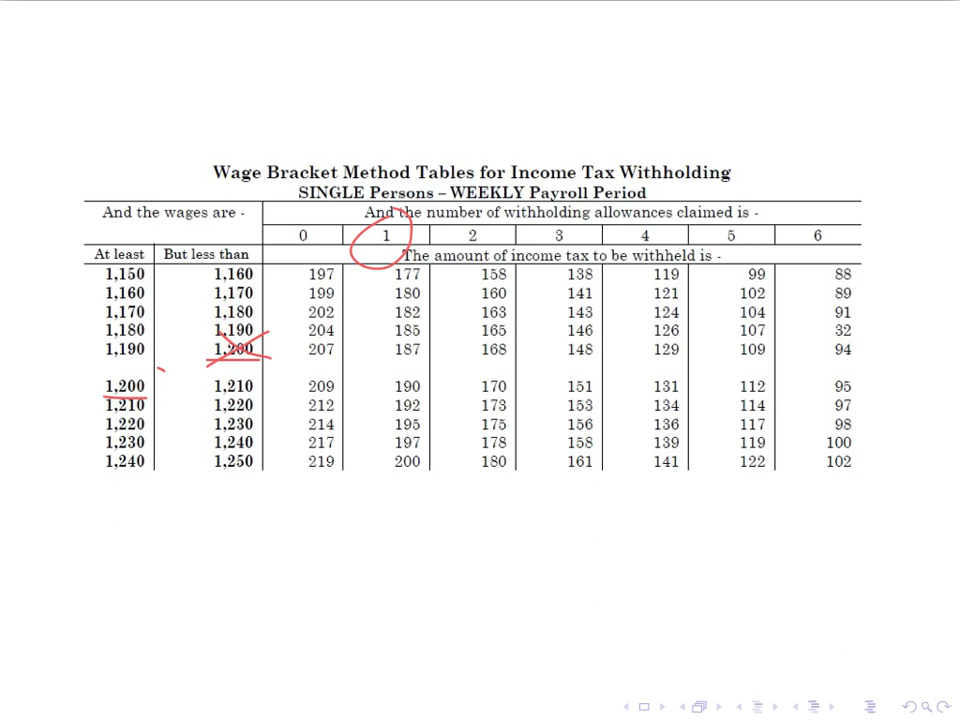 Wage Bracket Method Tables for Income Tax Withholding
SINGLE Persons – WEEKLY Payroll Period
And the wages are - And the number of withholding allowances claimed is -
0 1 2 3 4 5 6
At least But less than The amount of income tax to be withheld is -
1,150 1,160 197 177 158 138 119 99 88
1,160 1,170 199 180 160 141 121 102 89
1,170 1,180 202 182 163 143 124 104 91
1,180 1,190 204 185 165 146 126 107 32
1,190 1,200 207 187 168 148 129 109 94
1,200 1,210 209 190 170 151 131 112 95
1,210 1,220 212 192 173 153 134 114 97
1,220 1,230 214 195 175 156 136 117 98
1,230 1,240 217 197 178 158 139 119 100
1,240 1,250 219 200 180 161 141 122 102